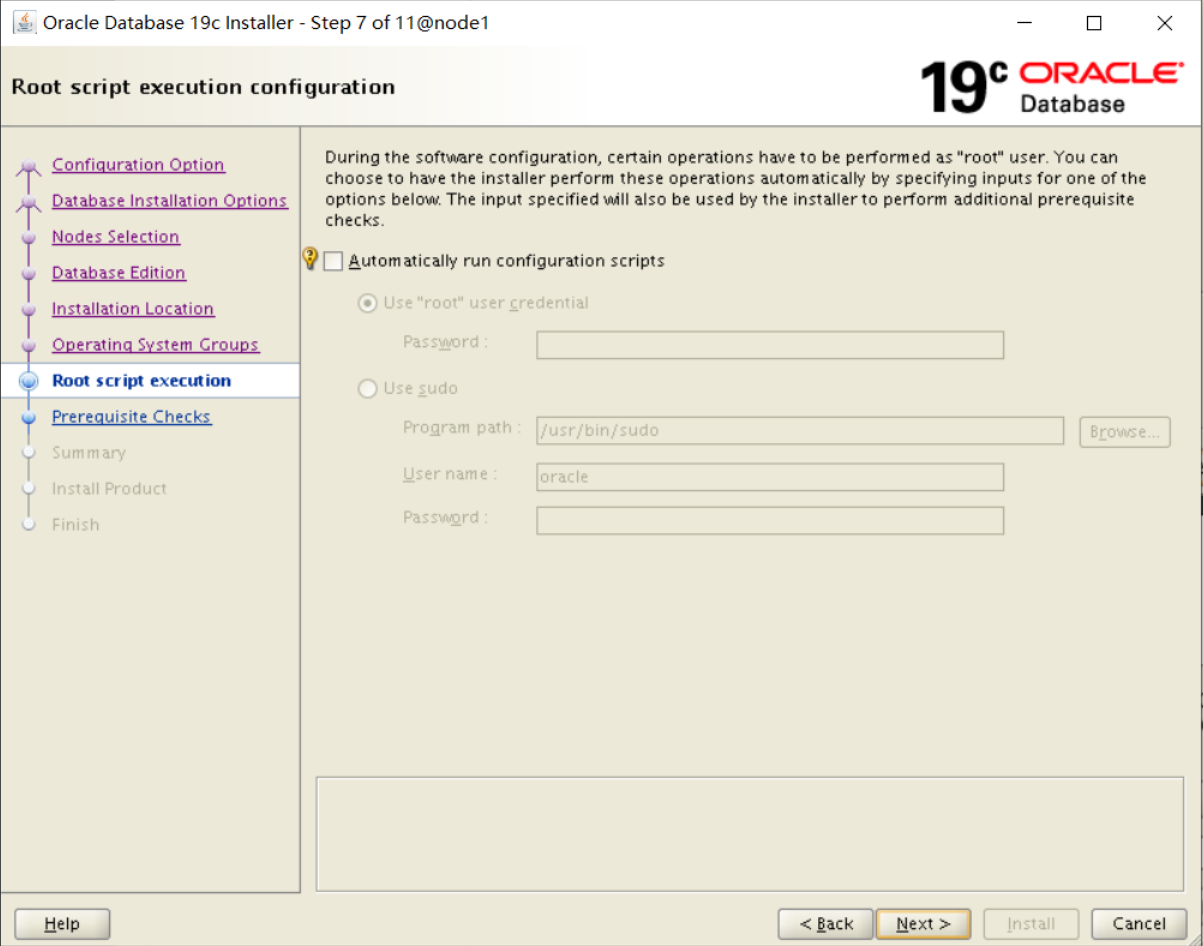 Oracle Database 19c Installer - Step 7 of 11@node1
Root script execution configuration
19c ORACLE
Database
Configuration Option
Database Installation Options
Nodes Selection
Database Edition
Installation Location
Operating System Groups
Root script execution
Prerequisite Checks
Summary
Install Product
Finish
During the software configuration, certain operations have to be performed as "root" user. You can
choose to have the installer perform these operations automatically by specifying inputs for one of the
options below. The input specified will also be used by the installer to perform additional prerequisite
checks.
Automatically run configuration scripts
Use "root" user credential
Password :
Use sudo
Program path : /usr/bin/sudo Browse...
User name : oracle
Password :
Help < Back Next > Install Cancel